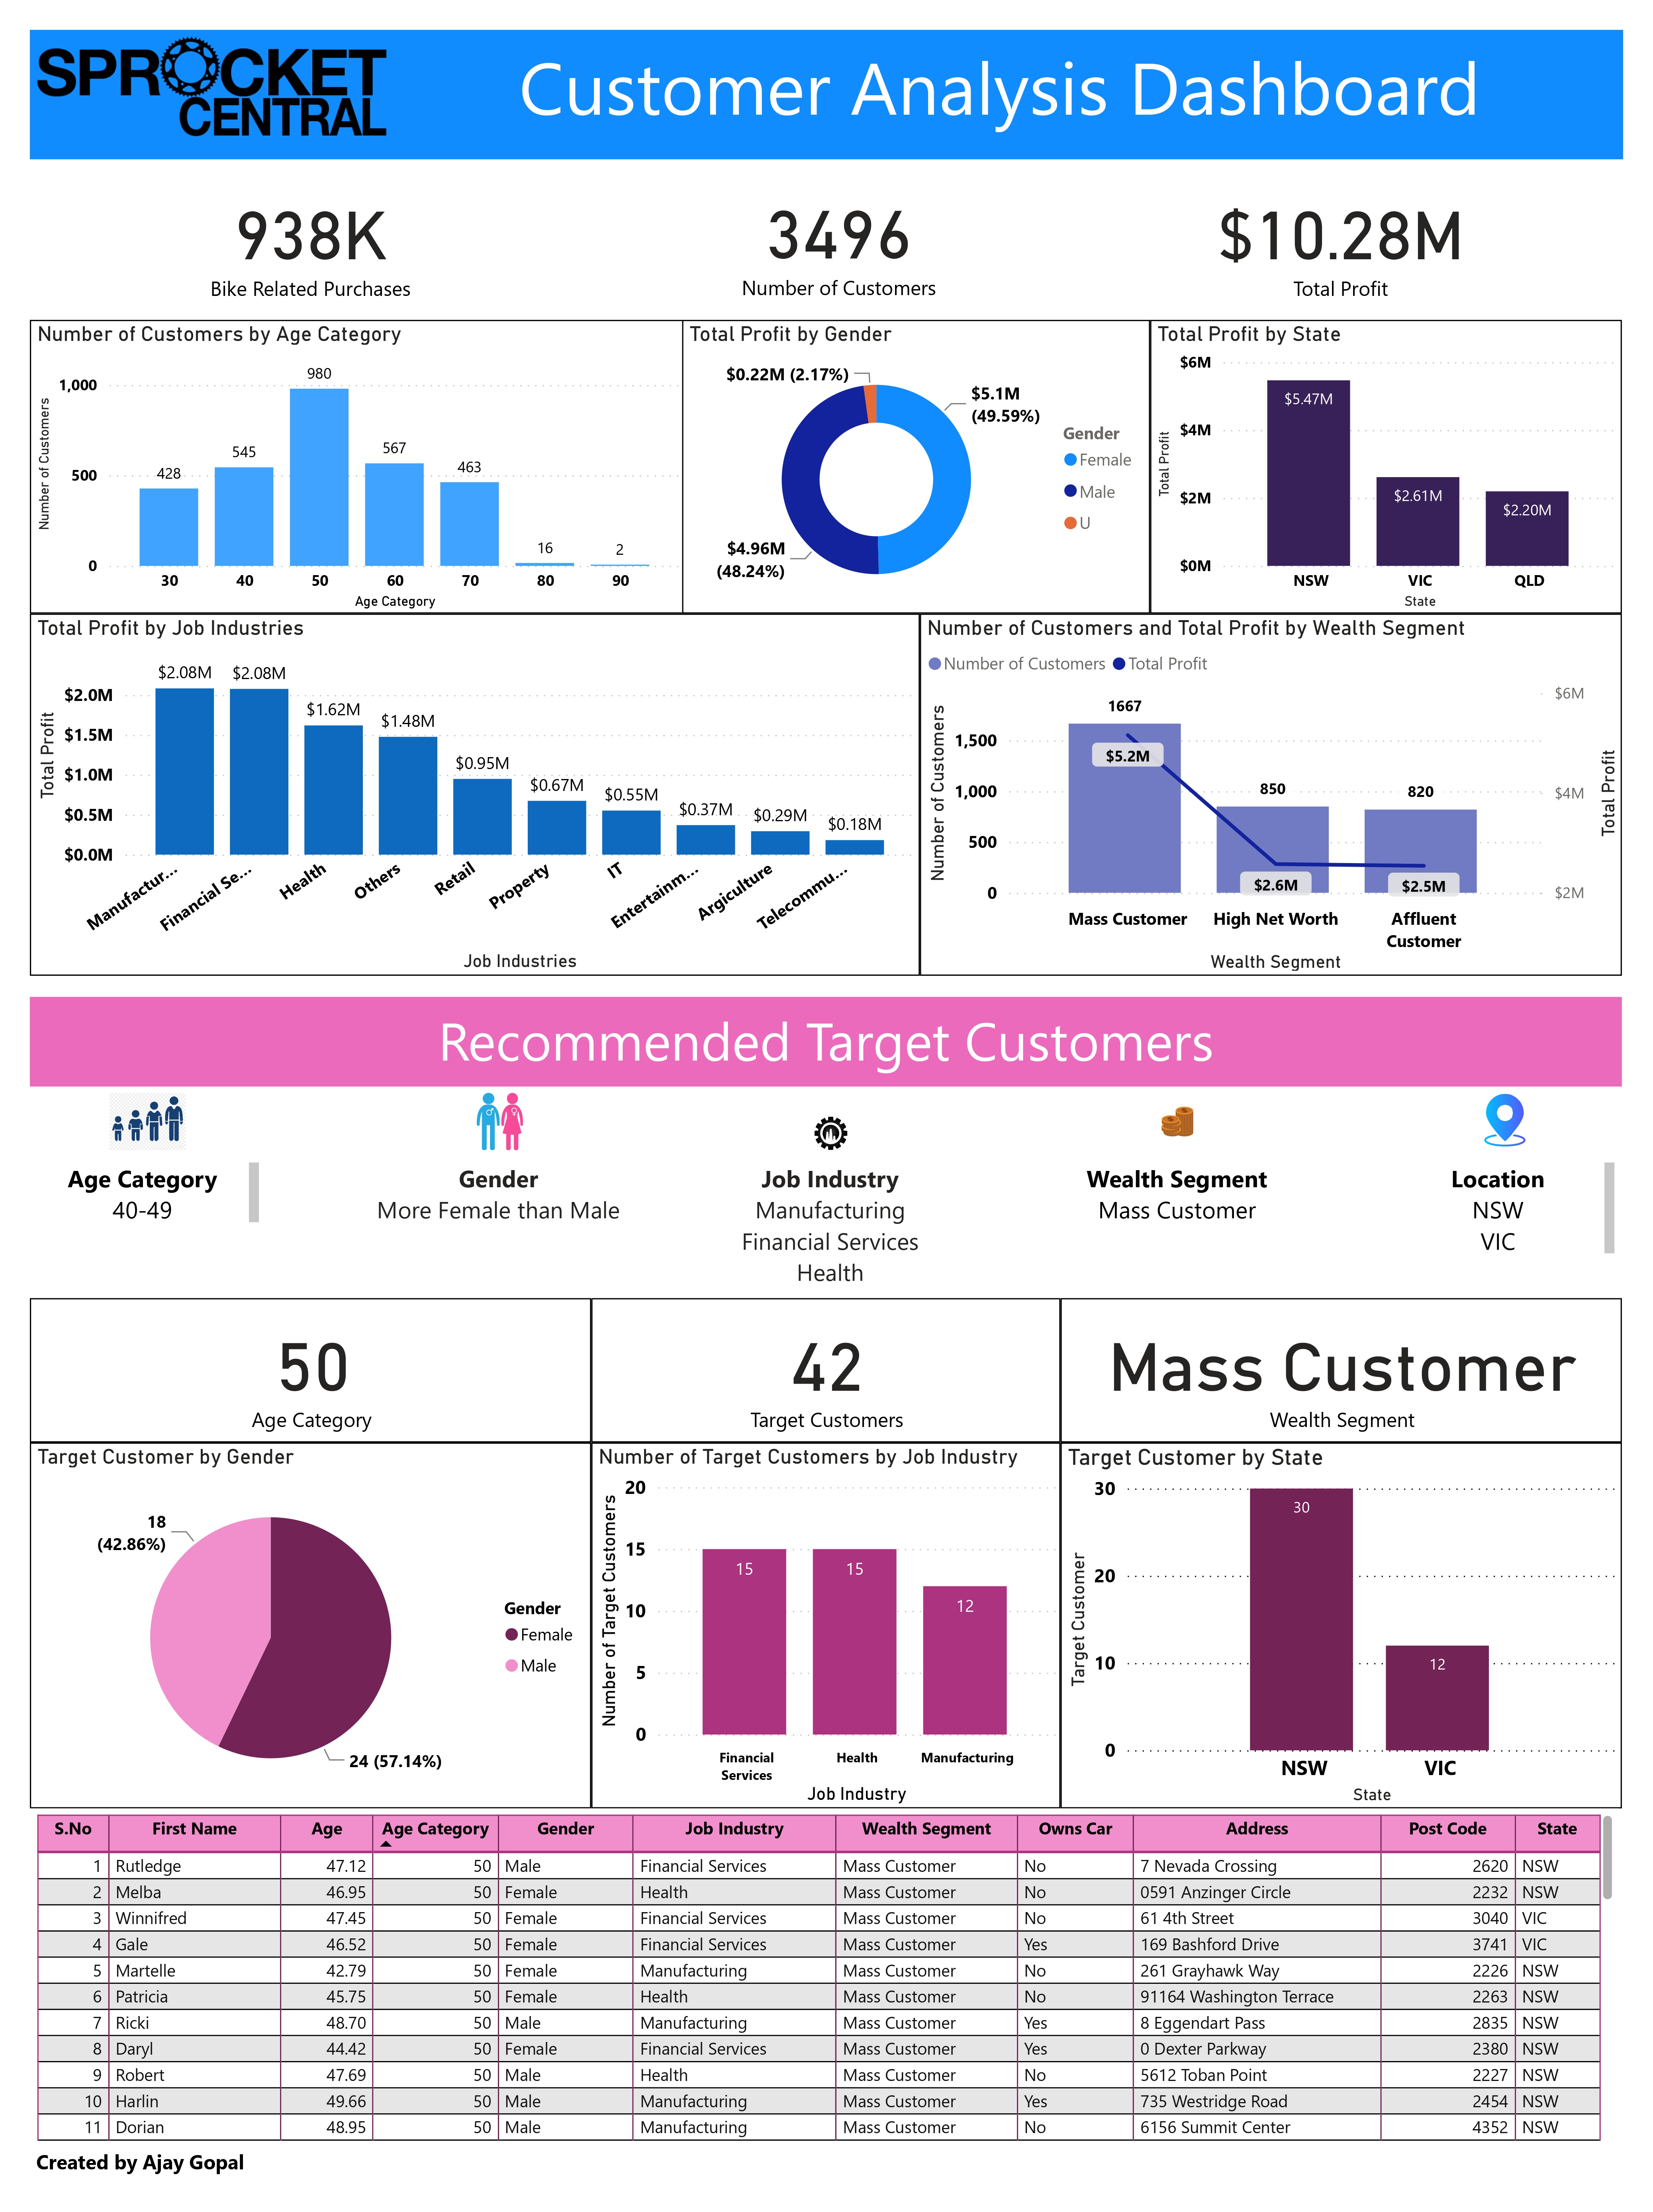 SPROCKET
CENTRAL
Customer Analysis Dashboard
938K
Bike Related Purchases
3496
Number of Customers
$10.28M
Total Profit
Number of Customers by Age Category
Number of Customers
1,000
500
0
428
545
980
567
463
16
2
30 40 50 60 70 80 90
Age Category
Total Profit by Gender
$0.22M (2.17%)
$5.1M
(49.59%)
$4.96M
(48.24%)
Gender
Female
Male
U
Total Profit by State
Total Profit
$6M
$4M
$2M
$0M
$5.47M
$2.61M
$2.20M
NSW VIC QLD
State
Total Profit by Job Industries
Total Profit
$2.0M
$1.5M
$1.0M
$0.5M
$0.0M
$2.08M
$2.08M
$1.62M
$1.48M
$0.95M
$0.67M
$0.55M
$0.37M
$0.29M
$0.18M
Manufactur...
Financial Se...
Health
Others
Retail
Property
IT
Entertainm...
Argiculture
Telecommu...
Job Industries
Number of Customers and Total Profit by Wealth Segment
Number of Customers Total Profit
Number of Customers
1,500
1,000
500
0
1667
850
820
$5.2M
$2.6M
$2.5M
$6M
$4M
$2M
Total Profit
Mass Customer High Net Worth Affluent
Customer
Wealth Segment
Recommended Target Customers
Age Category
40-49
Gender
More Female than Male
Job Industry
Manufacturing
Financial Services
Health
Wealth Segment
Mass Customer
Location
NSW
VIC
50
Age Category
42
Target Customers
Mass Customer
Wealth Segment
Target Customer by Gender
18
(42.86%)
24 (57.14%)
Gender
Female
Male
Number of Target Customers by Job Industry
Number of Target Customers
20
15
10
5
0
15
15
12
Financial
Services
Health
Manufacturing
Job Industry
Target Customer by State
Target Customer
30
20
10
0
30
12
NSW VIC
State
S.No First Name Age Age Category Gender Job Industry Wealth Segment Owns Car Address Post Code State
1 Rutledge 47.12 50 Male Financial Services Mass Customer No 7 Nevada Crossing 2620 NSW
2 Melba 46.95 50 Female Health Mass Customer No 0591 Anzinger Circle 2232 NSW
3 Winnifred 47.45 50 Female Financial Services Mass Customer No 61 4th Street 3040 VIC
4 Gale 46.52 50 Female Financial Services Mass Customer Yes 169 Bashford Drive 3741 VIC
5 Martelle 42.79 50 Female Manufacturing Mass Customer No 261 Grayhawk Way 2226 NSW
6 Patricia 45.75 50 Female Health Mass Customer No 91164 Washington Terrace 2263 NSW
7 Ricki 48.70 50 Male Manufacturing Mass Customer Yes 8 Eggendart Pass 2835 NSW
8 Daryl 44.42 50 Female Financial Services Mass Customer Yes 0 Dexter Parkway 2380 NSW
9 Robert 47.69 50 Male Health Mass Customer No 5612 Toban Point 2227 NSW
10 Harlin 49.66 50 Male Manufacturing Mass Customer Yes 735 Westridge Road 2454 NSW
11 Dorian 48.95 50 Male Manufacturing Mass Customer No 6156 Summit Center 4352 NSW
Created by Ajay Gopal